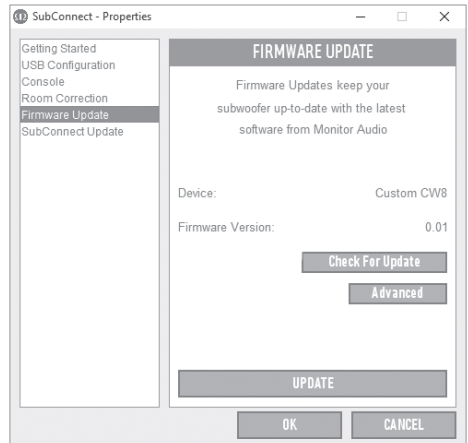 SubConnect - Properties
Getting Started
USB Configuration
Console
Room Correction
Firmware Update
SubConnect Update
FIRMWARE UPDATE
Firmware Updates keep your
subwoofer up-to-date with the latest
software from Monitor Audio
Device: Custom CW8
Firmware Version: 0.01
Check For Update
Advanced
UPDATE
OK CANCEL